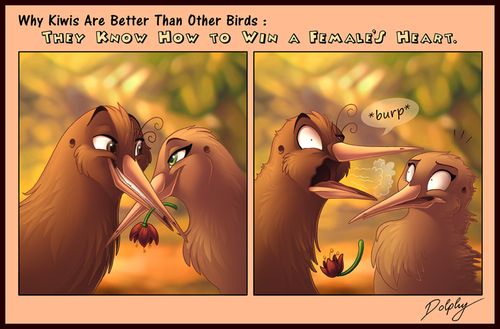 Why Kiwis Are Better Than Other Birds :
They Know How to Win a Female's Heart.
*burp*
Dolphy